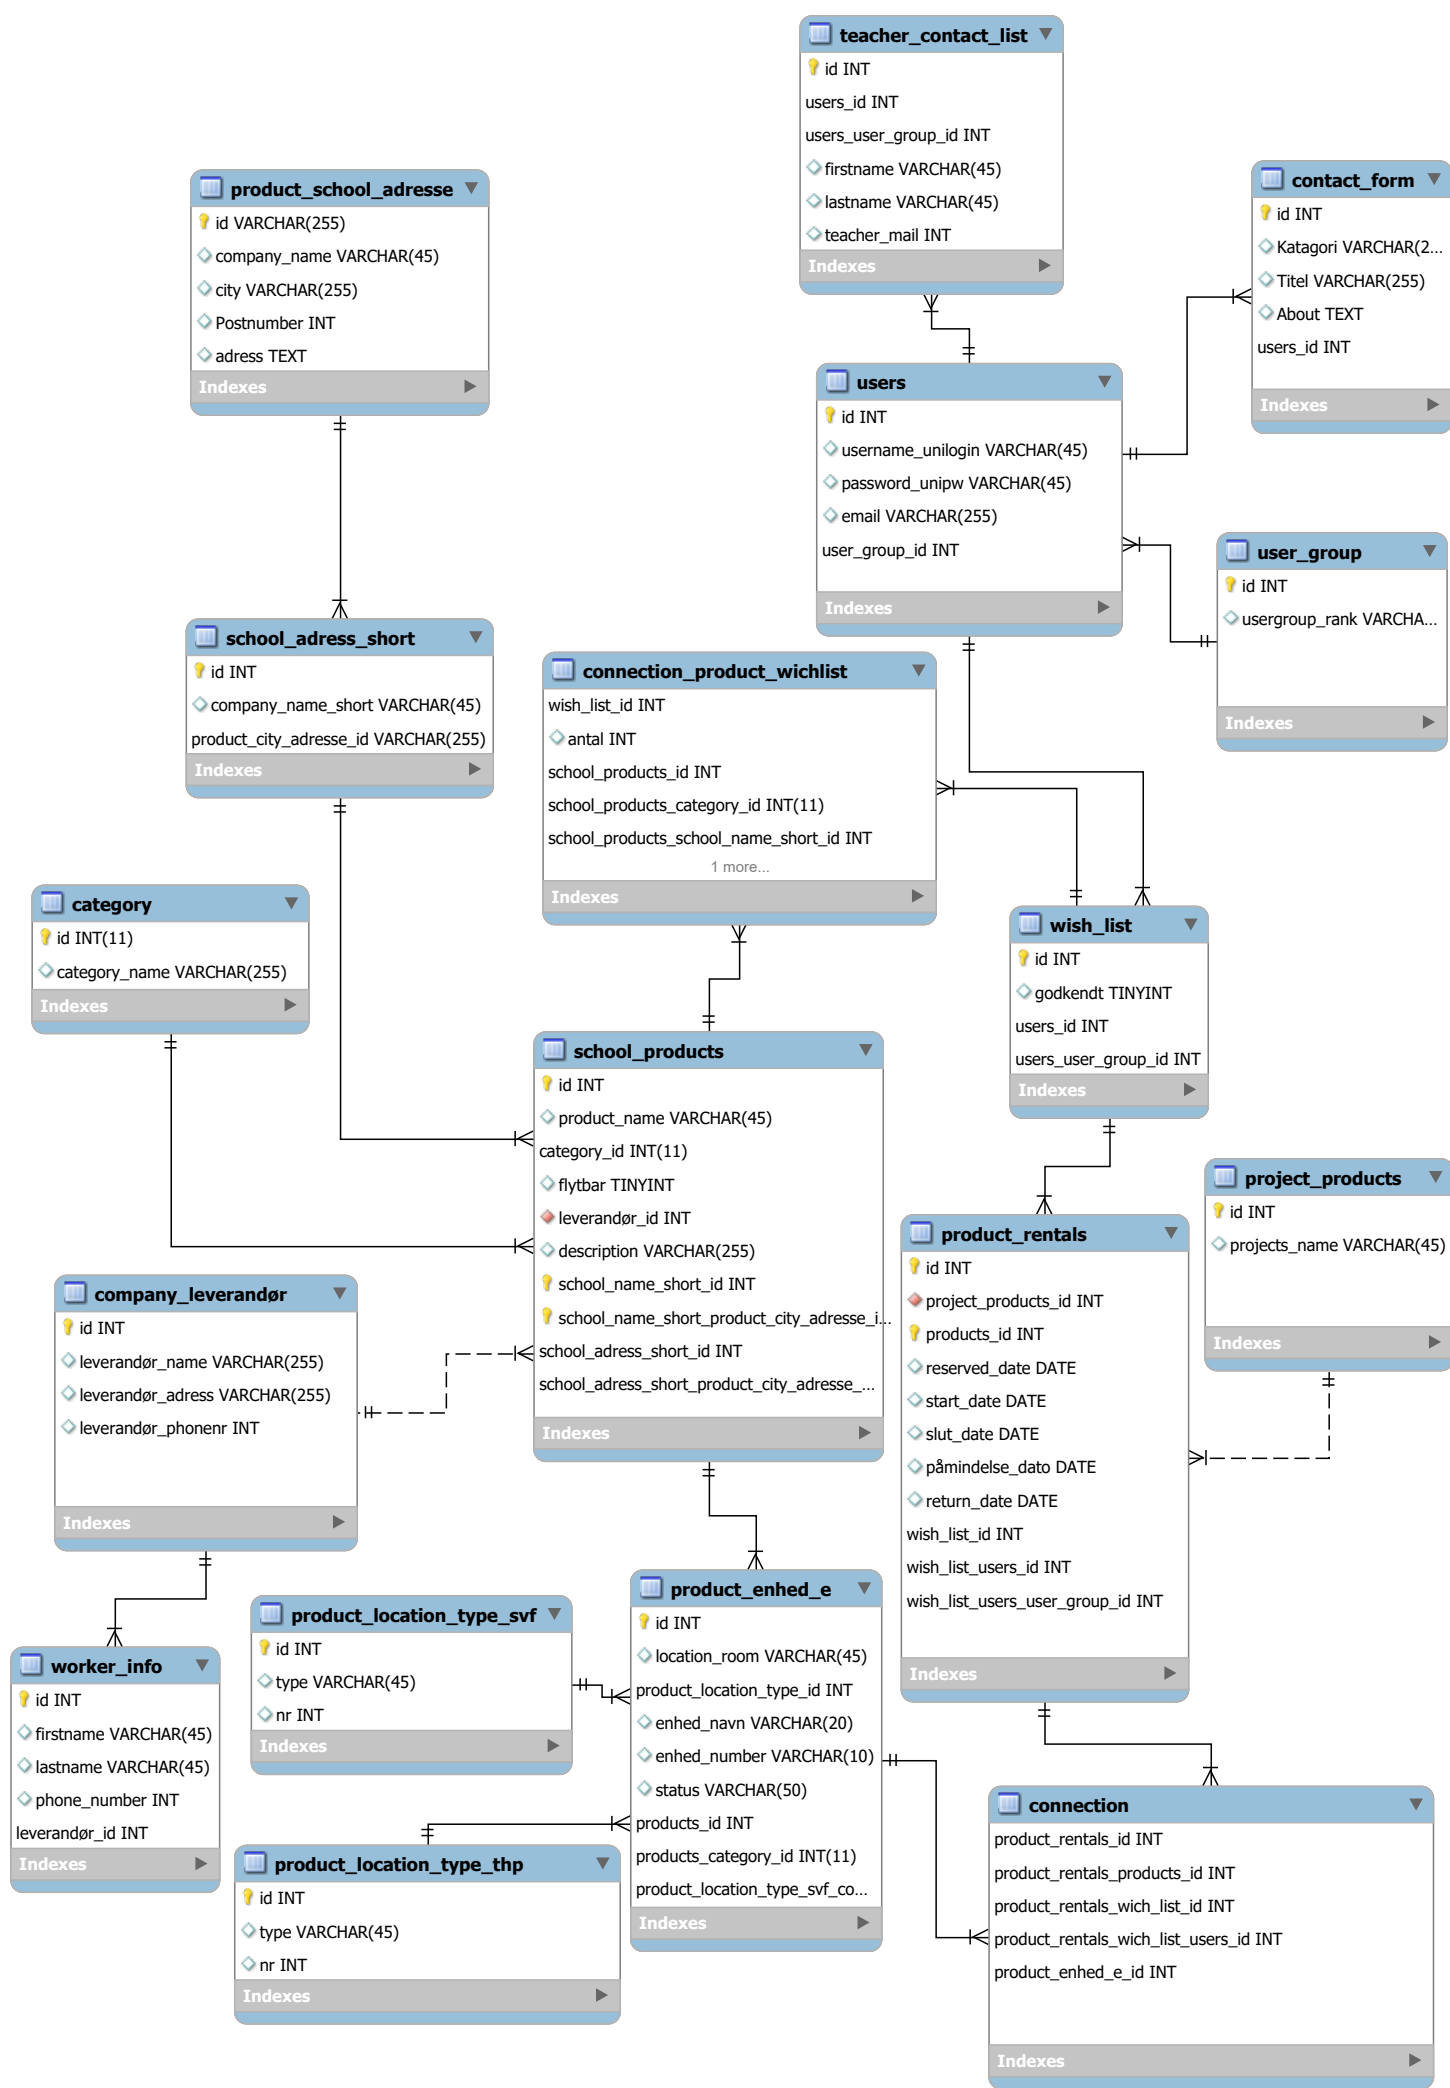 teacher_contact_list
id INT
users_id INT
users_user_group_id INT
firstname VARCHAR(45)
lastname VARCHAR(45)
teacher_mail INT
Indexes
product_school_adresse
id VARCHAR(255)
company_name VARCHAR(45)
city VARCHAR(255)
Postnumber INT
adress TEXT
Indexes
contact_form
id INT
Katagori VARCHAR(2...
Titel VARCHAR(255)
About TEXT
users_id INT
Indexes
users
id INT
username_unilogin VARCHAR(45)
password_unipw VARCHAR(45)
email VARCHAR(255)
user_group_id INT
Indexes
user_group
id INT
usergroup_rank VARCHA...
Indexes
school_adress_short
id INT
company_name_short VARCHAR(45)
product_city_adresse_id VARCHAR(255)
Indexes
connection_product_wichlist
wish_list_id INT
antal INT
school_products_id INT
school_products_category_id INT(11)
school_products_school_name_short_id INT
1 more...
Indexes
category
id INT(11)
category_name VARCHAR(255)
Indexes
wish_list
id INT
godkendt TINYINT
users_id INT
users_user_group_id INT
Indexes
school_products
id INT
product_name VARCHAR(45)
category_id INT(11)
flytbar TINYINT
leverandør_id INT
description VARCHAR(255)
school_name_short_id INT
school_name_short_product_city_adresse_i...
school_adress_short_id INT
school_adress_short_product_city_adresse_...
Indexes
project_products
id INT
projects_name VARCHAR(45)
Indexes
product_rentals
id INT
project_products_id INT
products_id INT
reserved_date DATE
start_date DATE
slut_date DATE
påmindelse_dato DATE
return_date DATE
wish_list_id INT
wish_list_users_id INT
wish_list_users_user_group_id INT
Indexes
company_leverandør
id INT
leverandør_name VARCHAR(255)
leverandør_adress VARCHAR(255)
leverandør_phonenr INT
Indexes
product_enhed_e
id INT
location_room VARCHAR(45)
product_location_type_id INT
enhed_navn VARCHAR(20)
enhed_number VARCHAR(10)
status VARCHAR(50)
products_id INT
products_category_id INT(11)
product_location_type_svf_co...
Indexes
product_location_type_svf
id INT
type VARCHAR(45)
nr INT
Indexes
worker_info
id INT
firstname VARCHAR(45)
lastname VARCHAR(45)
phone_number INT
leverandør_id INT
Indexes
product_location_type_thp
id INT
type VARCHAR(45)
nr INT
Indexes
connection
product_rentals_id INT
product_rentals_products_id INT
product_rentals_wich_list_id INT
product_rentals_wich_list_users_id INT
product_enhed_e_id INT
Indexes